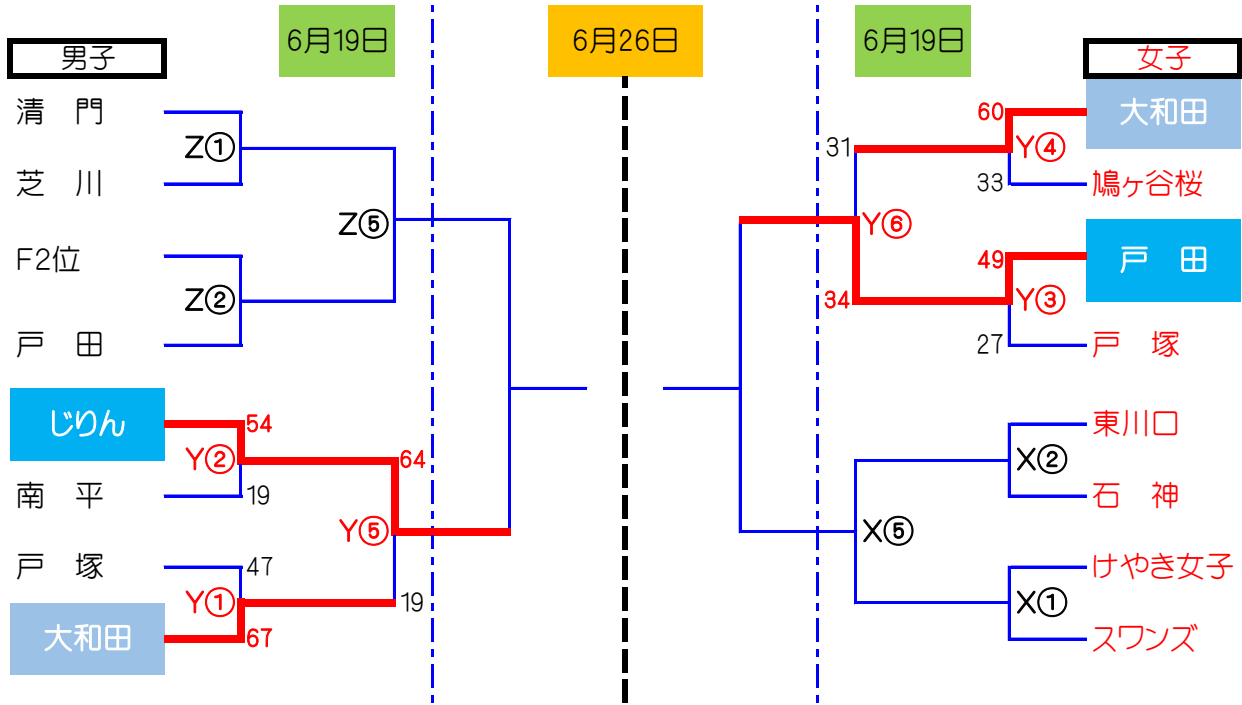 6月19日
6月26日
6月19日
男子
女子
清　門
芝　川
Z①
F2位
戸　田
Z②
Z⑤
じりん
54
Y②
南　平
19
64
戸　塚
47
Y①
大和田
67
Y⑤
19
60
大和田
31
Y④
33
鳩ヶ谷桜
Y⑥
49
戸　田
34
Y③
27
戸　塚
東川口
X②
石　神
X⑤
けやき女子
X①
スワンズ